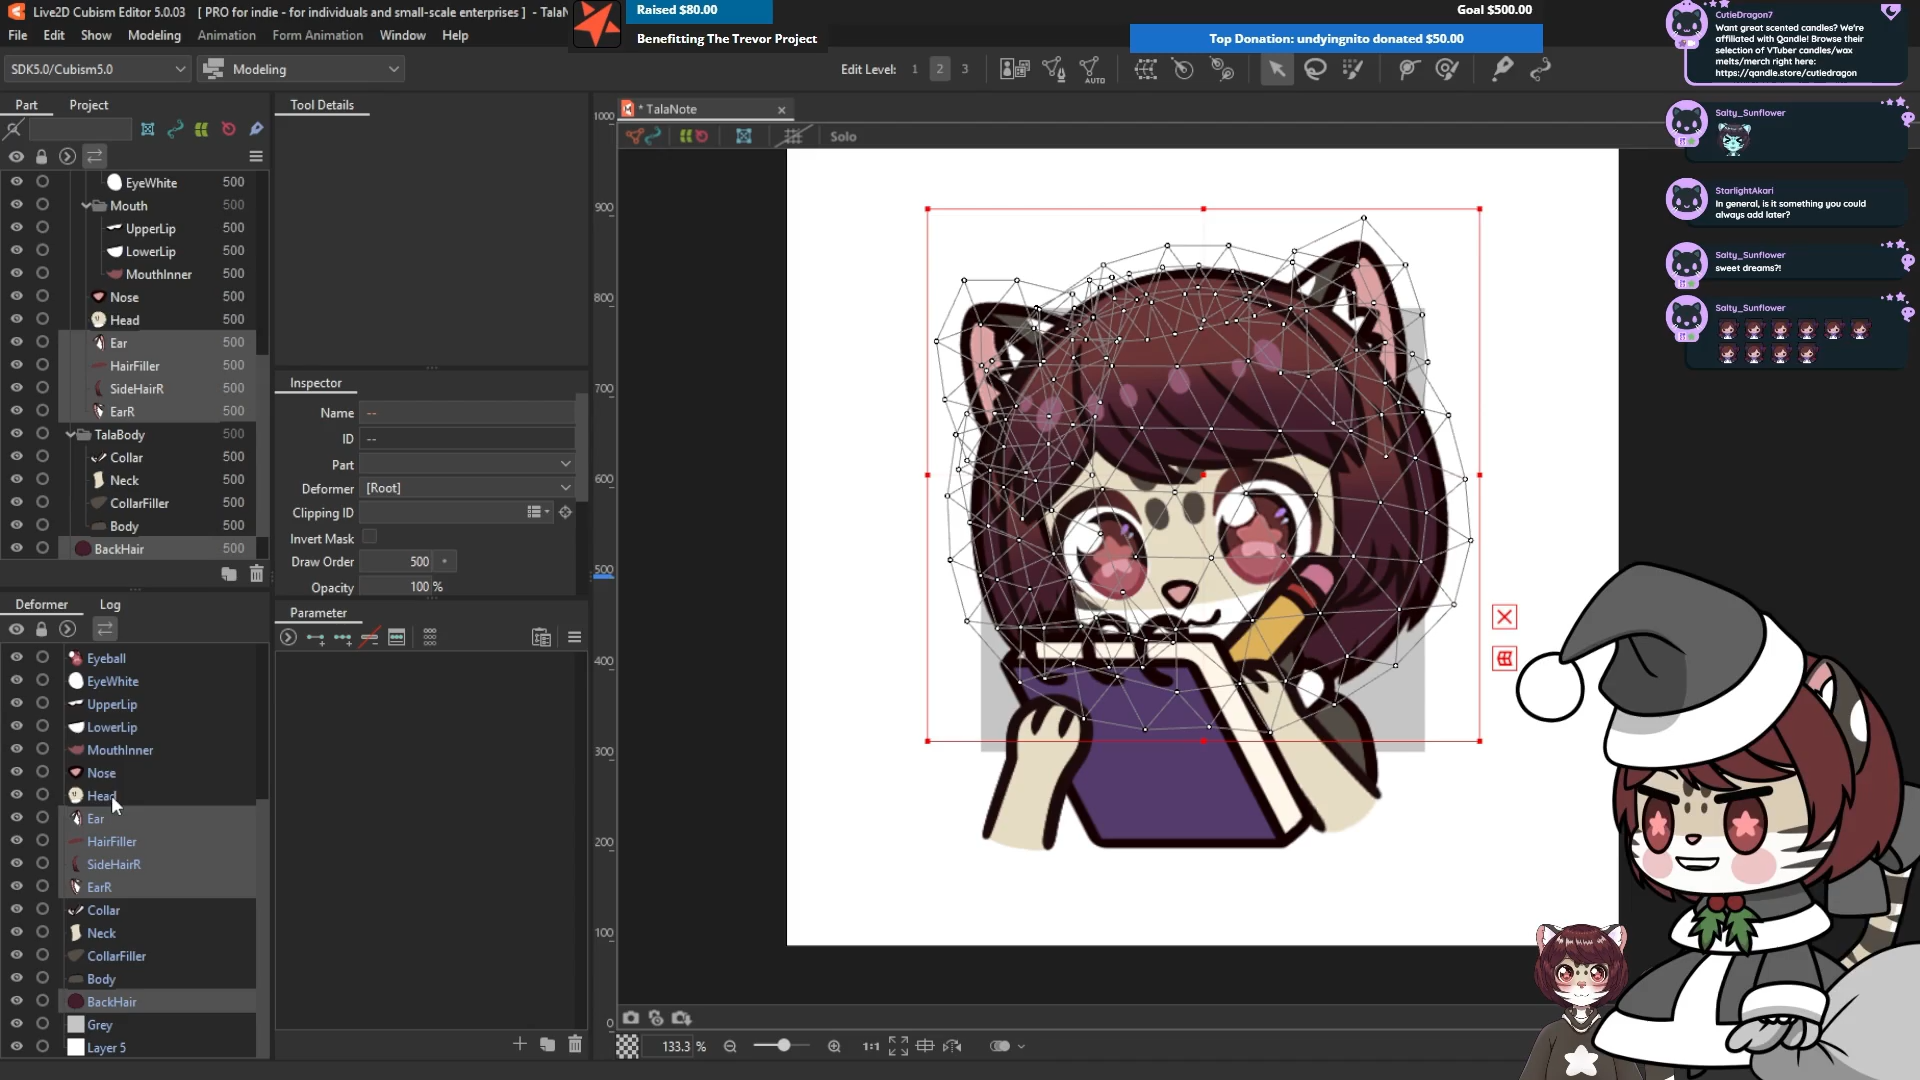 Live2D Cubism Editor 5.0.03 [ PRO for indie - for individuals and small-scale enterprises ] - TalaN
File Edit Show Modeling Animation Form Animation Window Help
Raised $80.00
Goal $500.00
Benefitting The Trevor Project
Top Donation: undyingnito donated $50.00
SDK5.0/Cubism5.0
Modeling
Edit Level: 1 2 3
AUTO
Part Project
Tool Details
* TalaNote
Solo
EyeWhite 500
Mouth 500
UpperLip 500
LowerLip 500
MouthInner 500
Nose 500
Head 500
Ear 500
HairFiller 500
SideHairR 500
EarR 500
TalaBody 500
Collar 500
Neck 500
CollarFiller 500
Body 500
BackHair 500
Inspector
Name --
ID --
Part
Deformer [Root]
Clipping ID
Invert Mask
Draw Order 500
Opacity 100 %
Parameter
Deformer Log
Eyeball
EyeWhite
UpperLip
LowerLip
MouthInner
Nose
Head
Ear
HairFiller
SideHairR
EarR
Collar
Neck
CollarFiller
Body
BackHair
Grey
Layer 5
1000
900
800
700
600
500
400
300
200
100
0
133.3 %
1:1
CutieDragon7
Want great scented candles? We're
affiliated with Qandle! Browse their
selection of VTuber candles/wax
melts/merch right here:
https://qandle.store/cutiedragon
Salty_Sunflower
StarlightAkari
In general, is it something you could
always add later?
Salty_Sunflower
sweet dreams?!
Salty_Sunflower